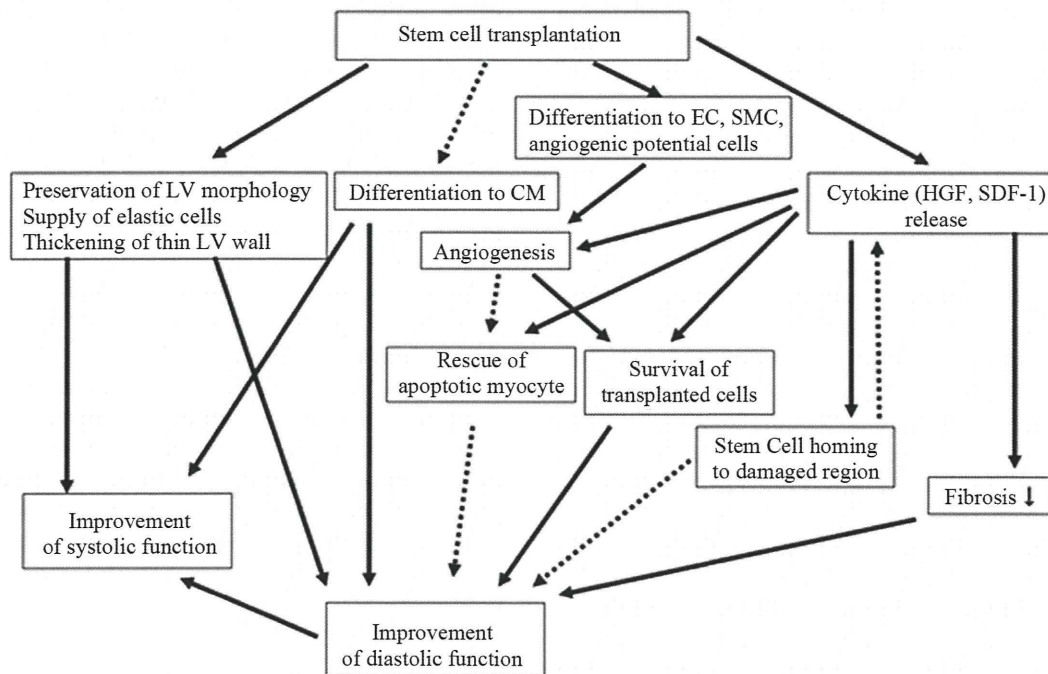 Stem cell transplantation
Differentiation to EC, SMC,
angiogenic potential cells
Preservation of LV morphology
Supply of elastic cells
Thickening of thin LV wall
Differentiation to CM
Cytokine (HGF, SDF-1)
release
Angiogenesis
Rescue of
apoptotic myocyte
Survival of
transplanted cells
Stem Cell homing
to damaged region
Fibrosis ↓
Improvement
of systolic function
Improvement
of diastolic function